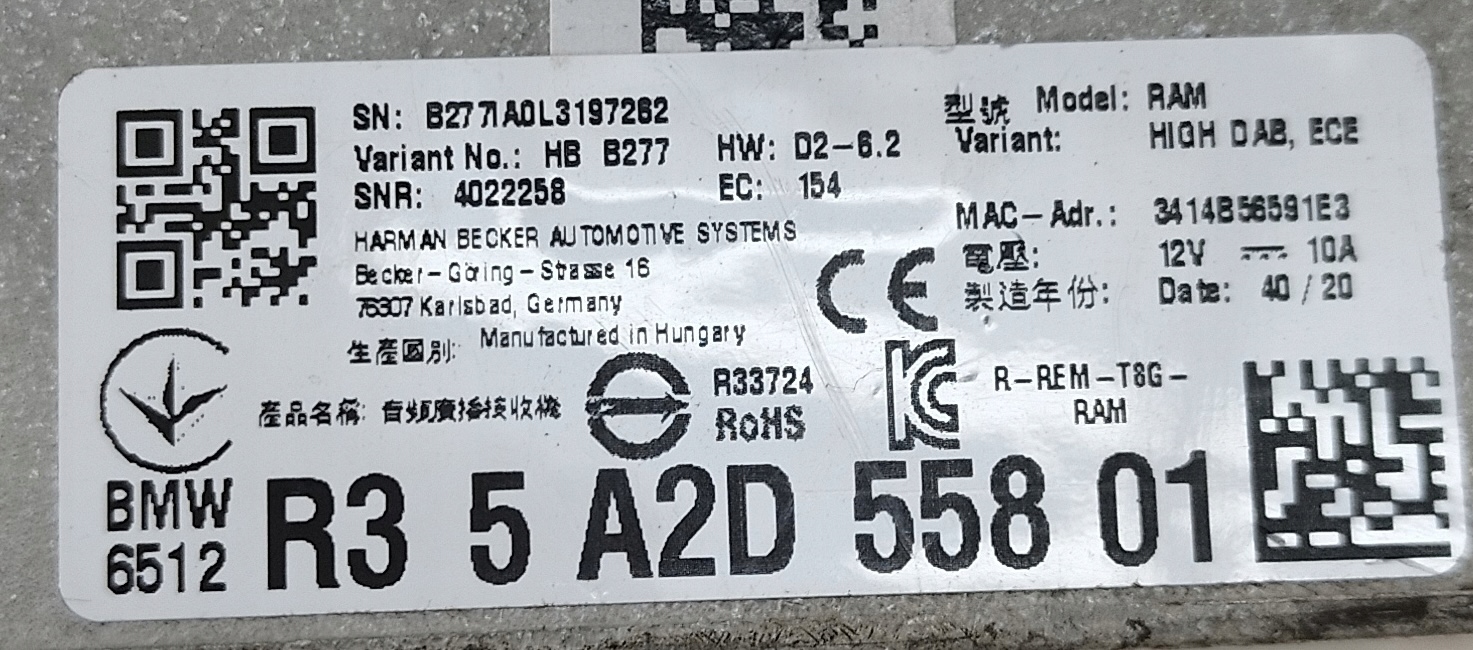 SN: B277IA0L3197262
Variant No.: HB B277 HW: D2-6.2
SNR: 4022258 EC: 154
HARMAN BECKER AUTOMOTIVE SYSTEMS
Becker-Göring-Strasse 16
76307 Karlsbad, Germany
生產國別: Manufactured in Hungary
產品名稱: 音頻廣播接收機
型號 Model: RAM
Variant: HIGH DAB, ECE
MAC-Adr.: 3414B56591E3
電壓: 12V 10A
製造年份: Date: 40 / 20
CE
R33724
RoHS
KC
R-REM-T8G-
RAM
BMW
6512
R3 5 A2D 558 01